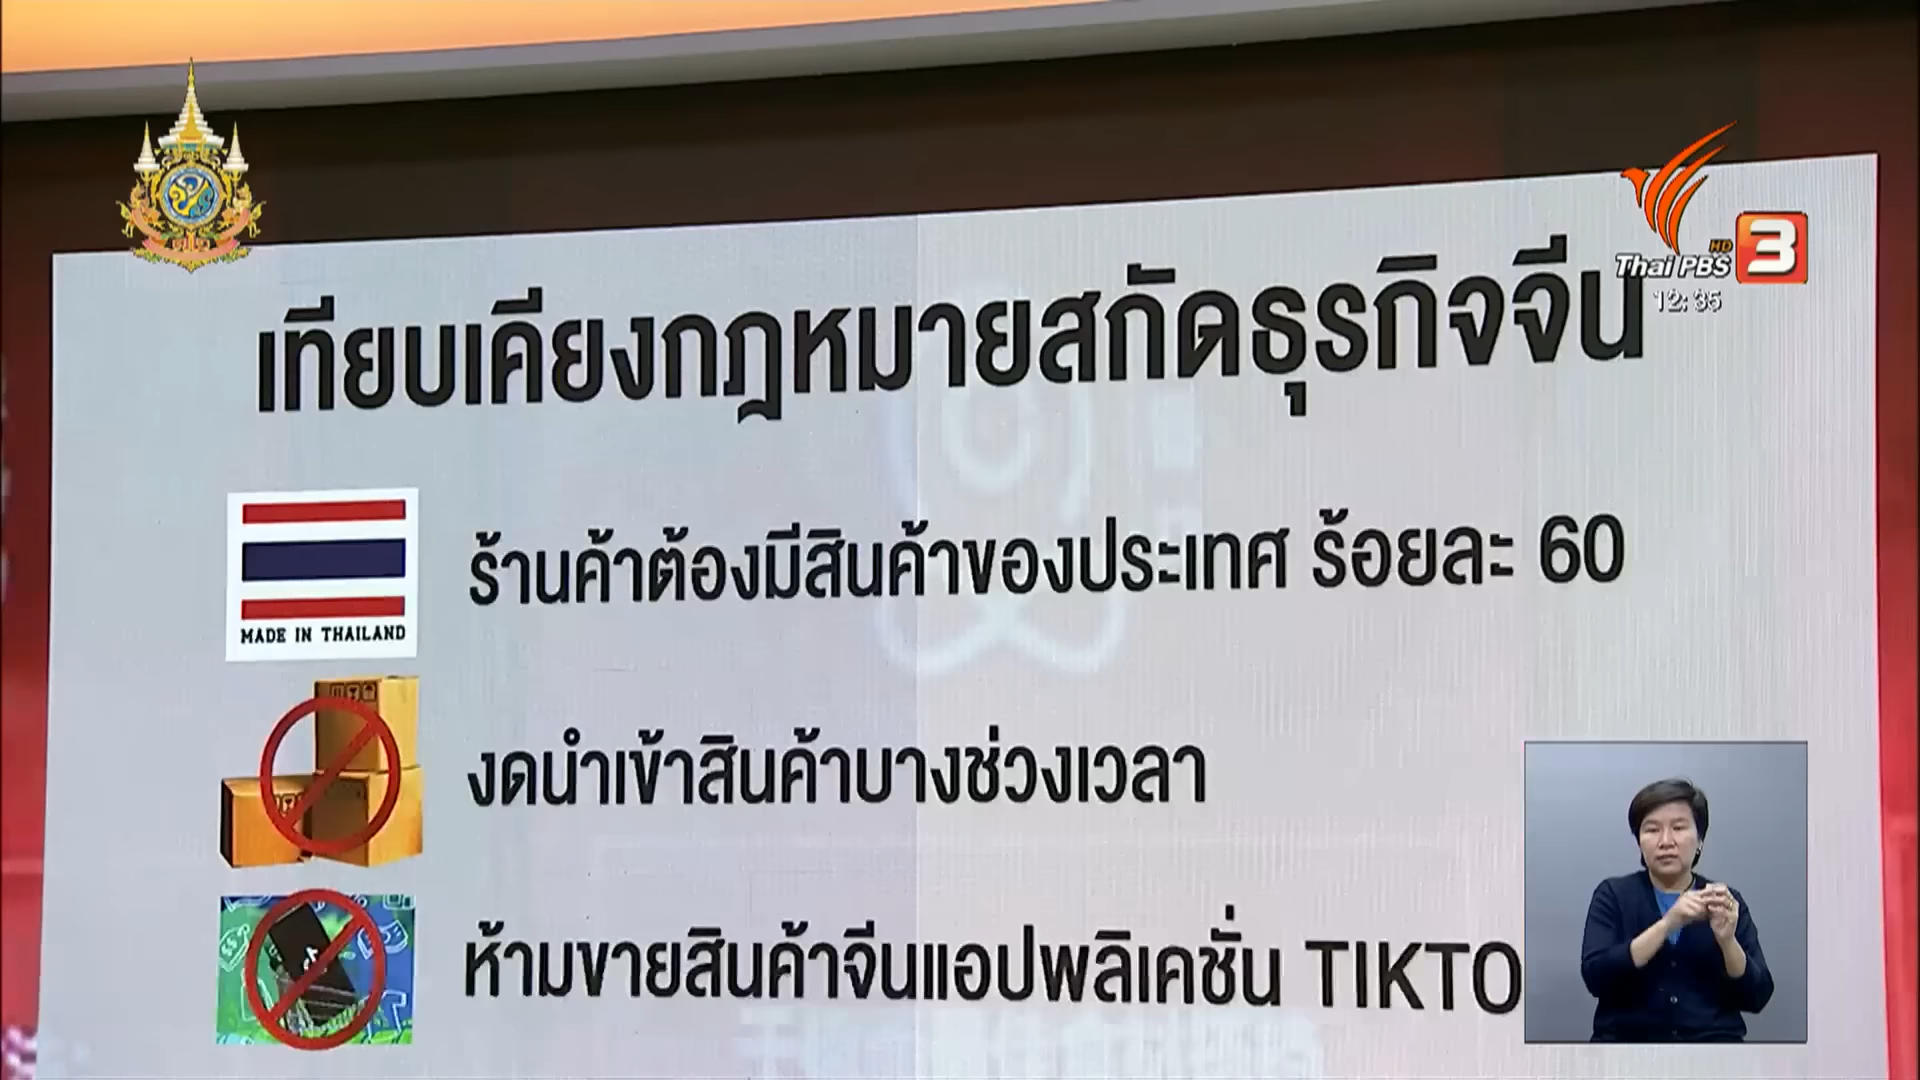 Thai PBS
HD
3
12:35
เทียบเคียงกฎหมายสกัดธุรกิจจีน
MADE IN THAILAND
ร้านค้าต้องมีสินค้าของประเทศ ร้อยละ 60
งดนำเข้าสินค้าบางช่วงเวลา
ห้ามขายสินค้าจีนแอปพลิเคชั่น TIKTO